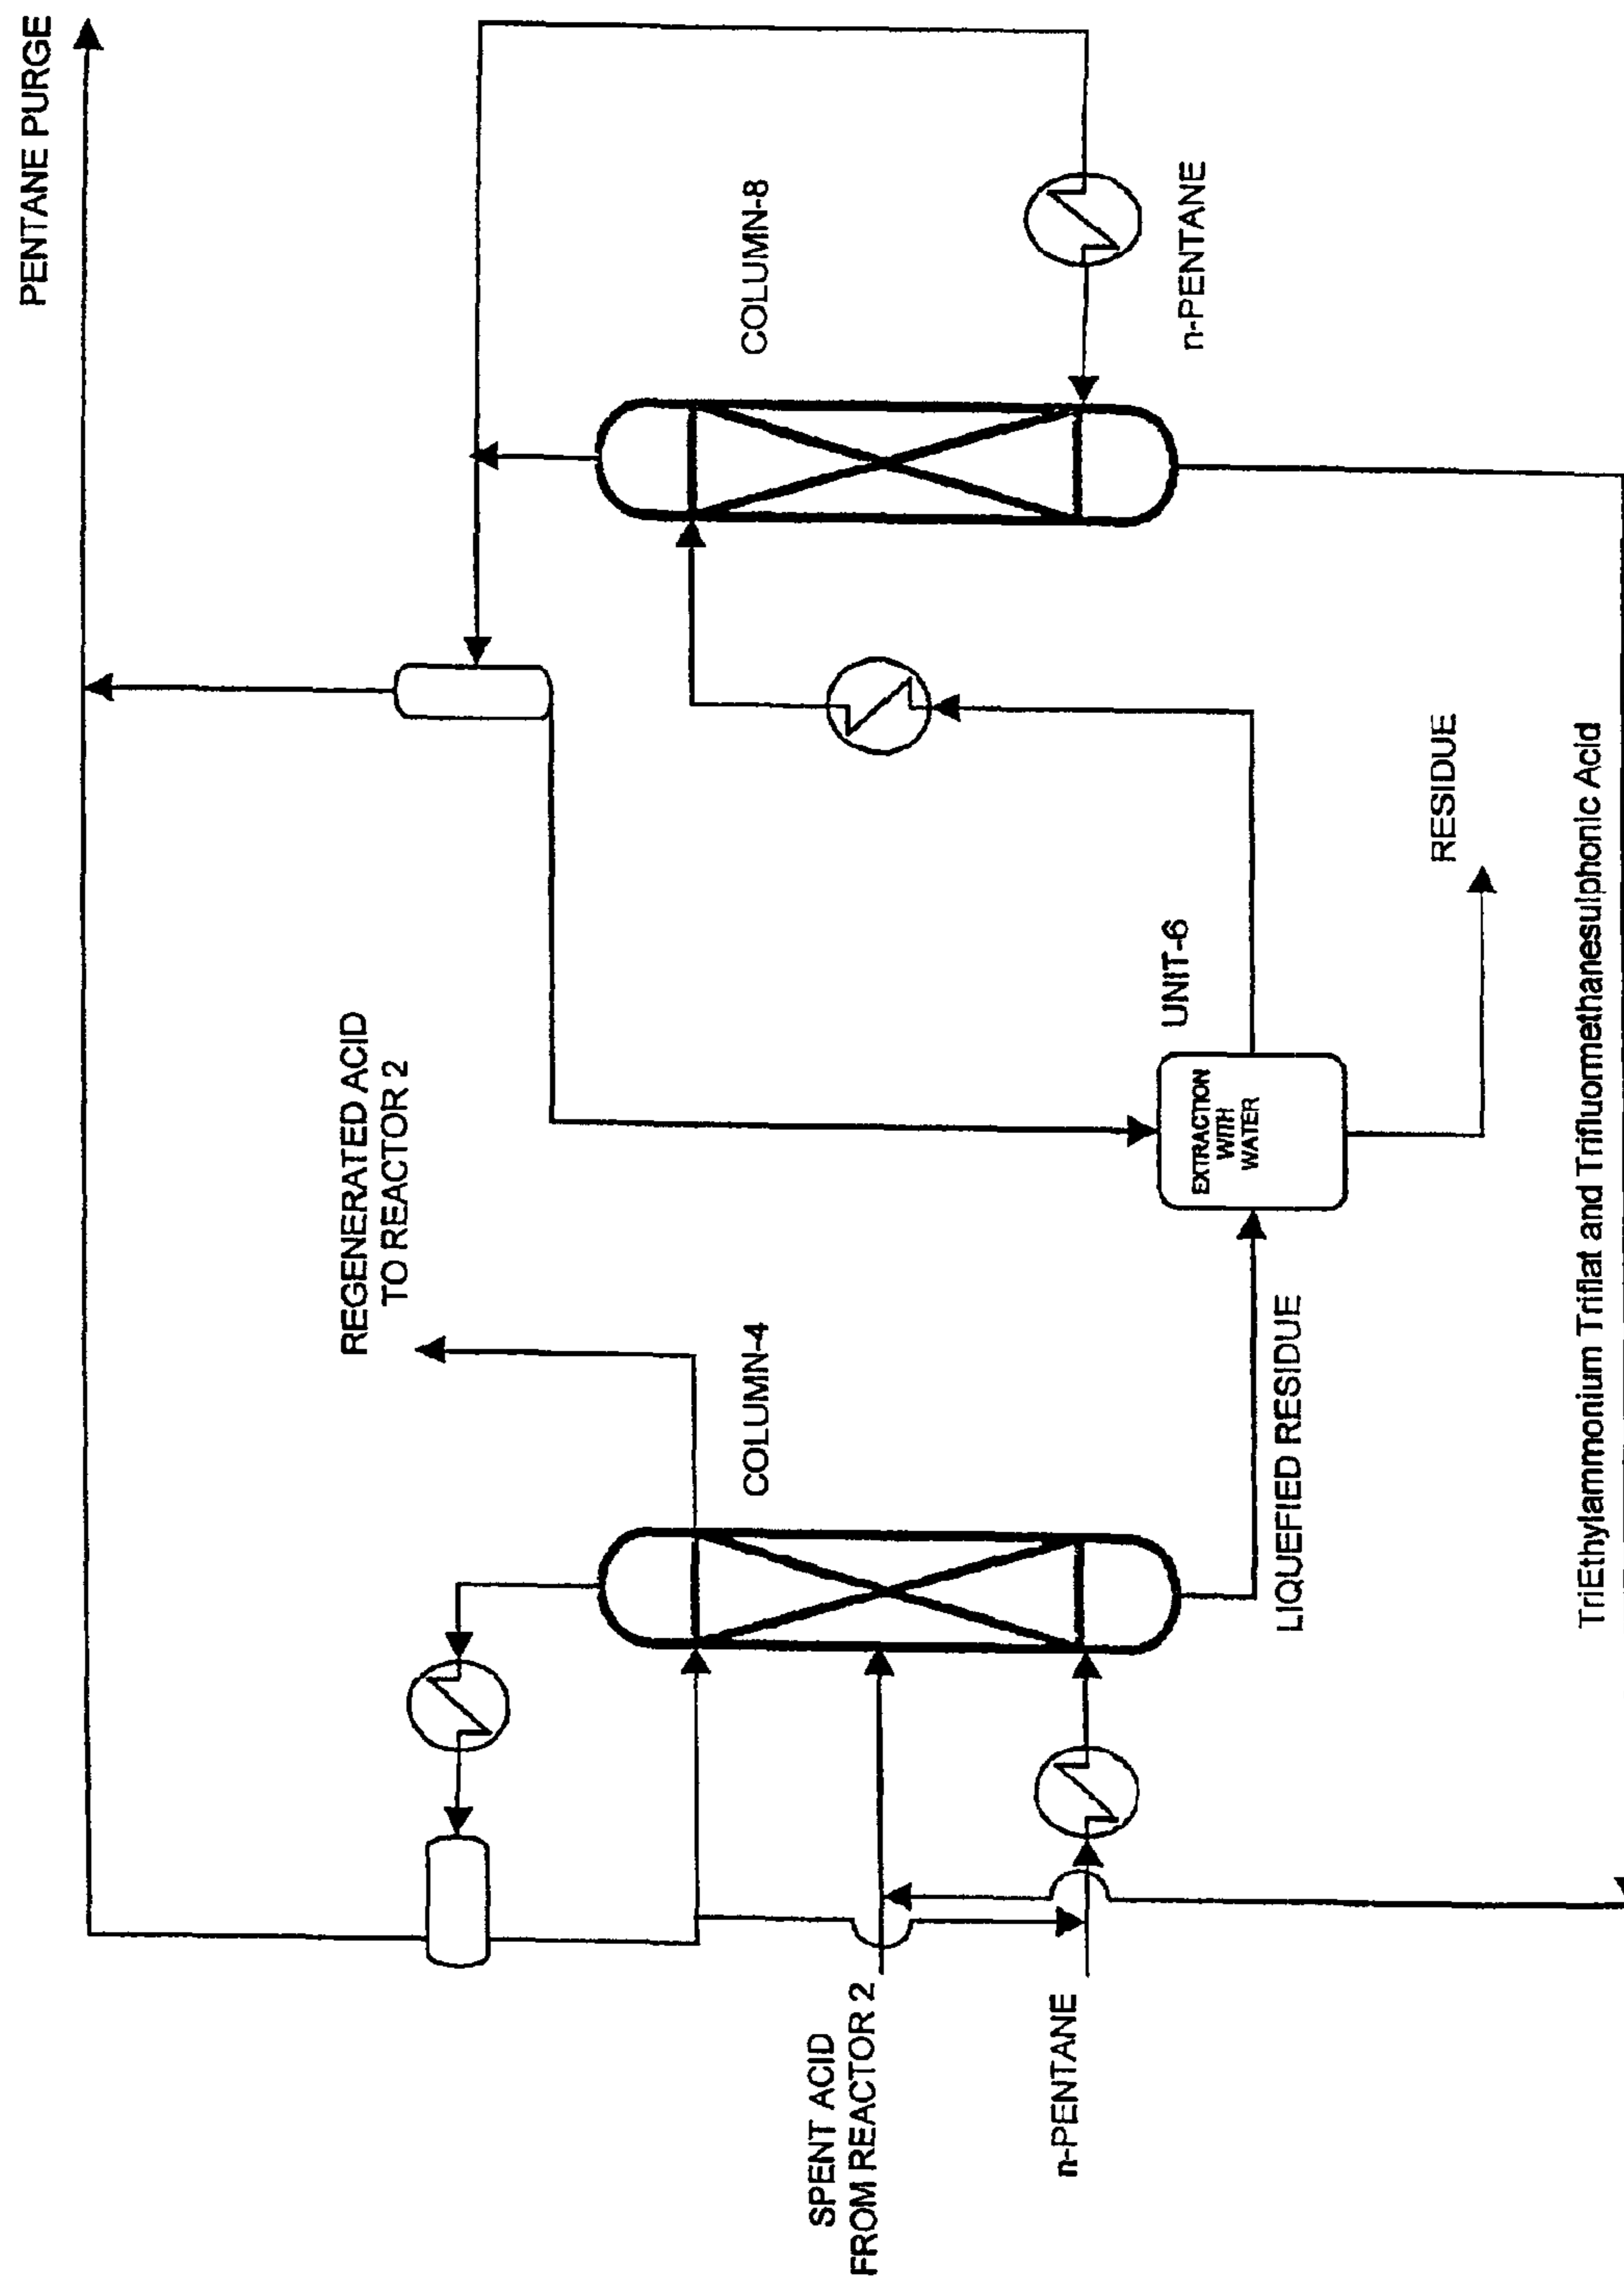 PENTANE PURGE
REGENERATED ACID
TO REACTOR 2
COLUMN-4
COLUMN-8
SPENT ACID
FROM REACTOR 2
n-PENTANE
n-PENTANE
UNIT-6
EXTRACTION
WITH
WATER
LIQUEFIED RESIDUE
RESIDUE
TriEthylammonium Triflat and Trifluormethanesulphonic Acid